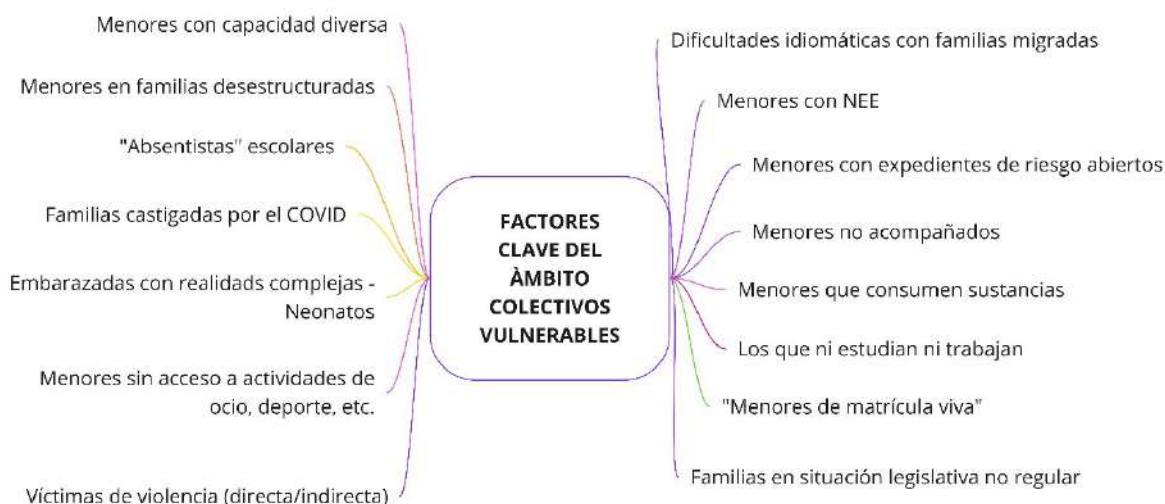 Menores con capacidad diversa
Menores en familias desestructuradas
"Absentistas" escolares
Familias castigadas por el COVID
Embarazadas con realidads complejas -
Neonatos
Menores sin acceso a actividades de
ocio, deporte, etc.
Víctimas de violencia (directa/indirecta)
FACTORES
CLAVE DEL
ÀMBITO
COLECTIVOS
VULNERABLES
Dificultades idiomáticas con familias migradas
Menores con NEE
Menores con expedientes de riesgo abiertos
Menores no acompañados
Menores que consumen sustancias
Los que ni estudian ni trabajan
"Menores de matrícula viva"
Familias en situación legislativa no regular